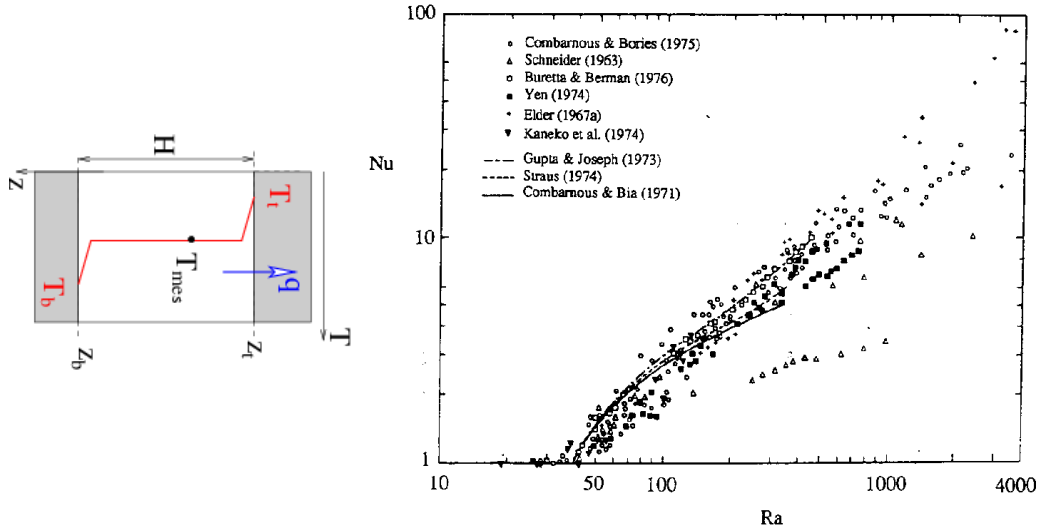 H
z
T_t
T_mes
q
T_b
T
z_b
z_t
100
10
1
Nu
Combarnous & Bories (1975)
Schneider (1963)
Buretta & Berman (1976)
Yen (1974)
Elder (1967a)
Kaneko et al. (1974)
Gupta & Joseph (1973)
Straus (1974)
Combarnous & Bia (1971)
10
50
100
1000
4000
Ra